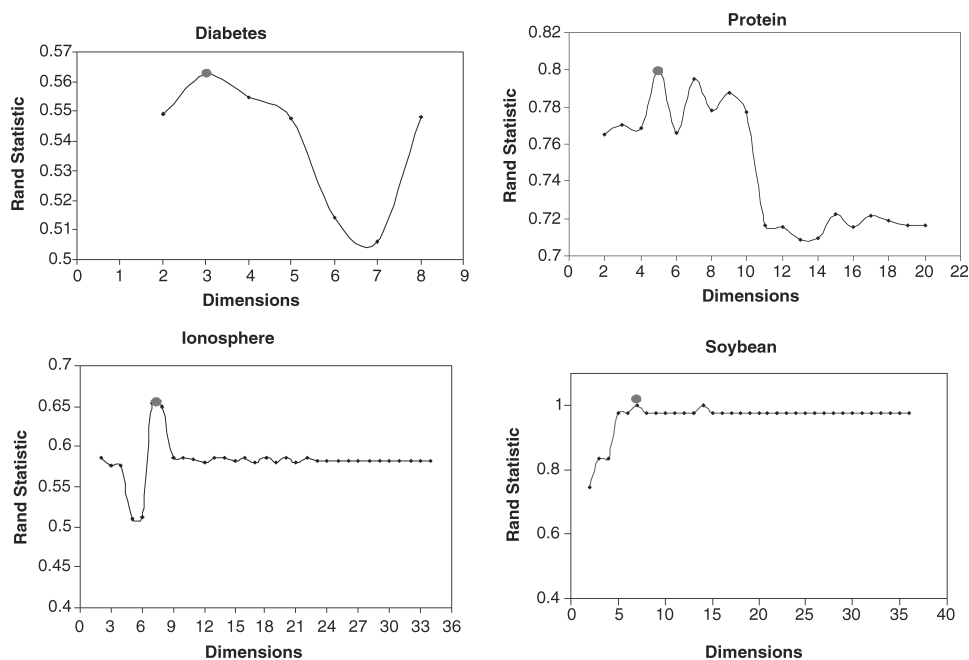 Diabetes
0.57
0.56
0.55
0.53
0.52
0.51
0.5
Rand Statistic
0 1 2 3 4 5 6 7 8 9
Dimensions
Protein
0.82
0.8
0.78
0.76
0.74
0.72
0.7
Rand Statistic
0 2 4 6 8 10 12 14 16 18 20 22
Dimensions
Ionosphere
0.7
0.65
0.6
0.55
0.5
0.45
0.4
Rand Statistic
0 3 6 9 12 15 18 21 24 27 30 33 36
Dimensions
Soybean
1
0.8
0.6
0.4
Rand Statistic
0 5 10 15 20 25 30 35 40
Dimensions